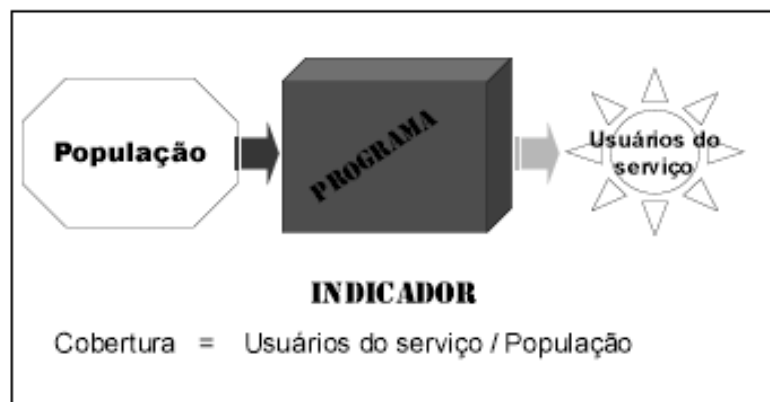 População
PROGRAMA
Usuários do
serviço
INDICADOR
Cobertura = Usuários do serviço / População